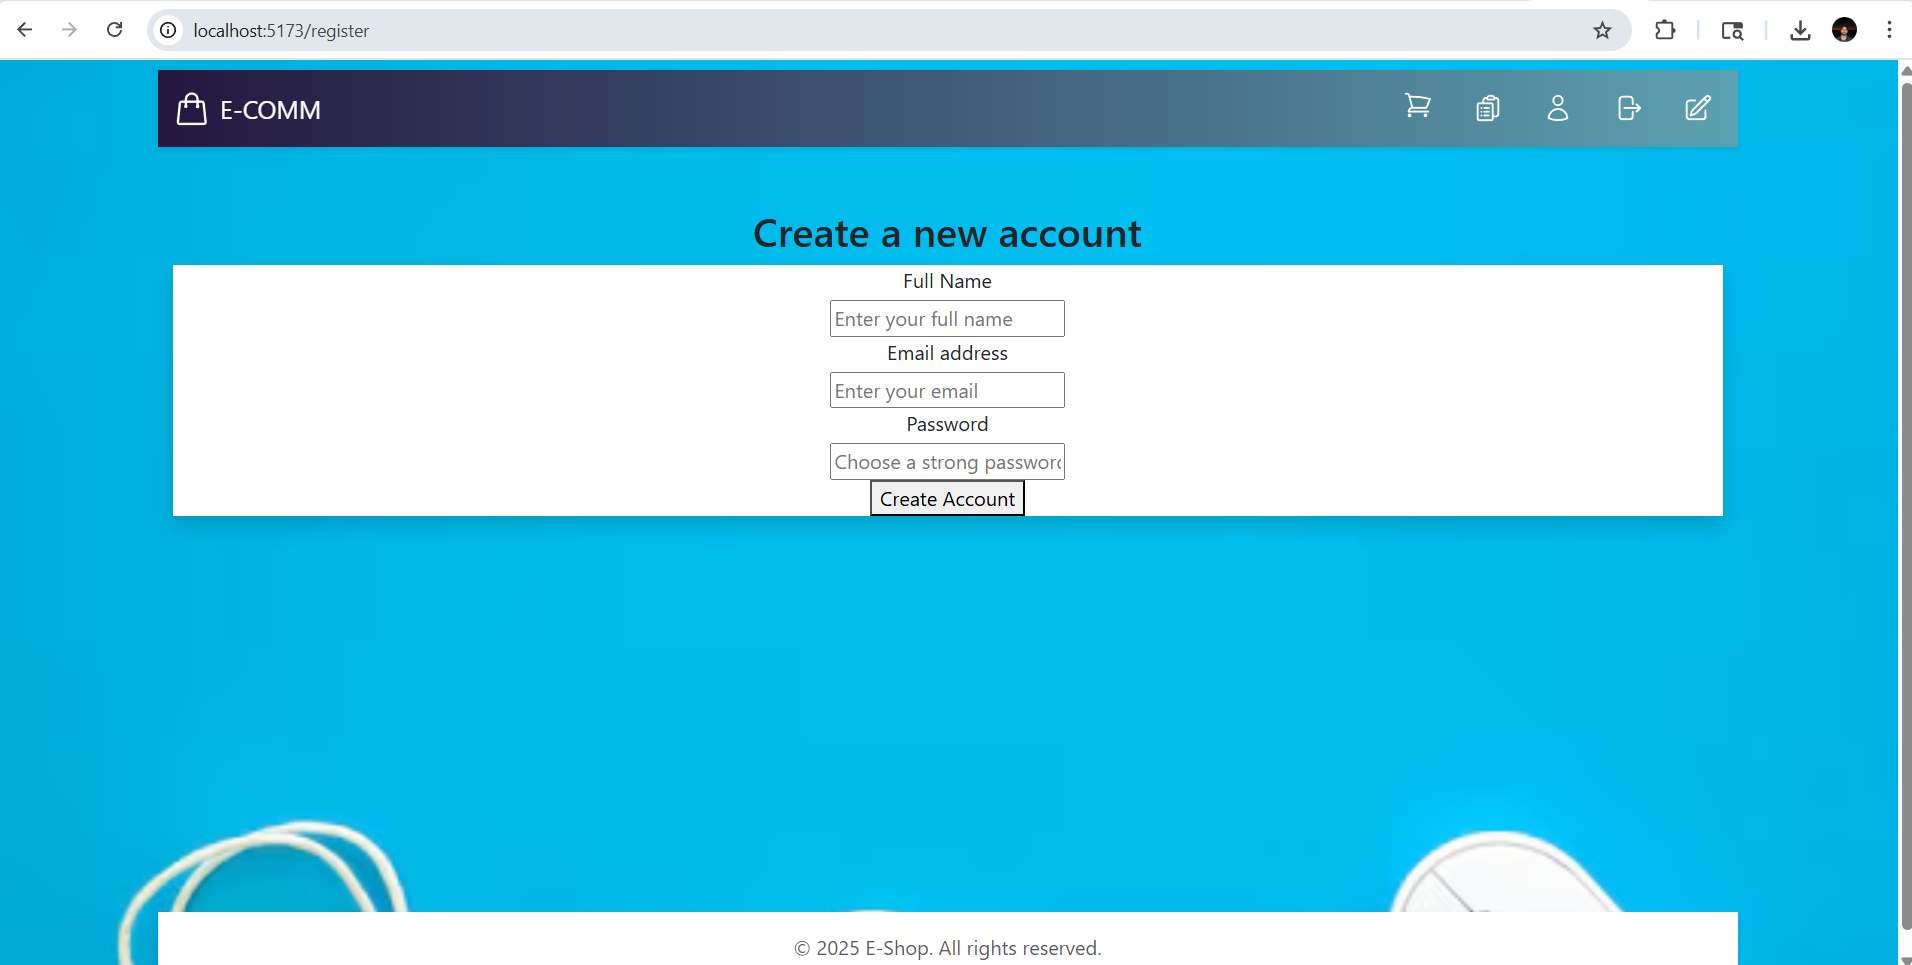 localhost:5173/register
E-COMM
Create a new account
Full Name
Enter your full name
Email address
Enter your email
Password
Choose a strong password
Create Account
© 2025 E-Shop. All rights reserved.